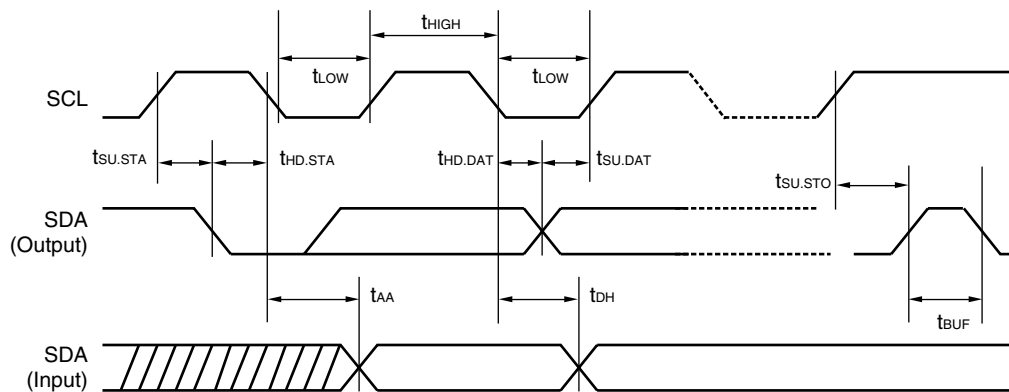 tHIGH
tLOW
tLOW
SCL
tSU.STA
tHD.STA
tHD.DAT
tSU.DAT
tSU.STO
SDA
(Output)
tAA
tDH
tBUF
SDA
(Input)